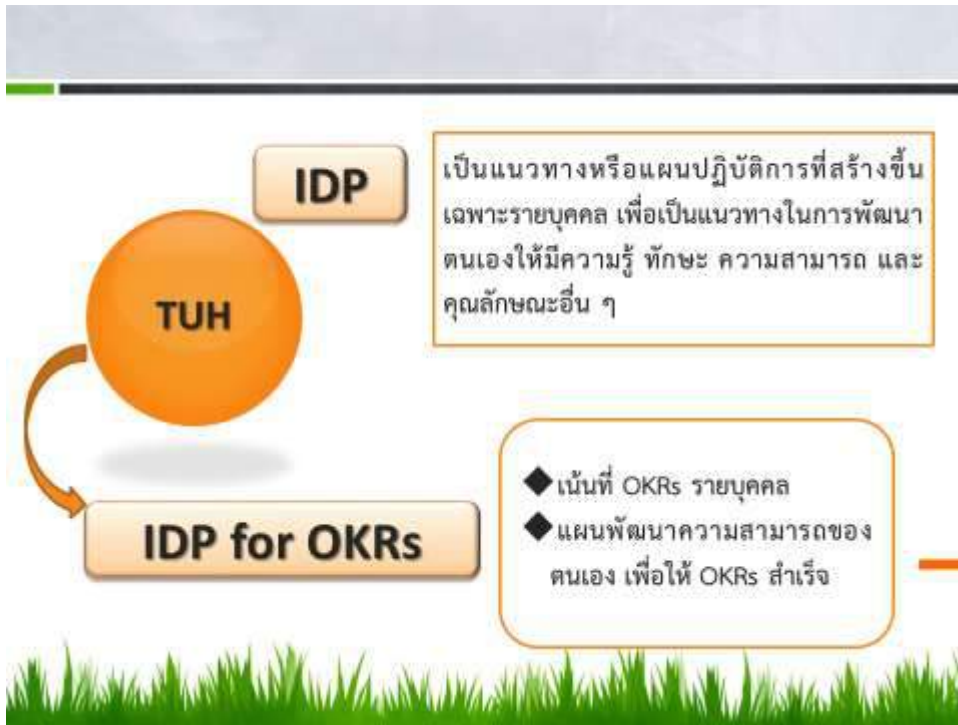 IDP
เป็นแนวทางหรือแผนปฏิบัติการที่สร้างขึ้น
เฉพาะรายบุคคล เพื่อเป็นแนวทางในการพัฒนา
ตนเองให้มีความรู้ ทักษะ ความสามารถ และ
คุณลักษณะอื่น ๆ
TUH
IDP for OKRs
◆เน้นที่ OKRs รายบุคคล
◆แผนพัฒนาความสามารถของ
ตนเอง เพื่อให้ OKRs สำเร็จ